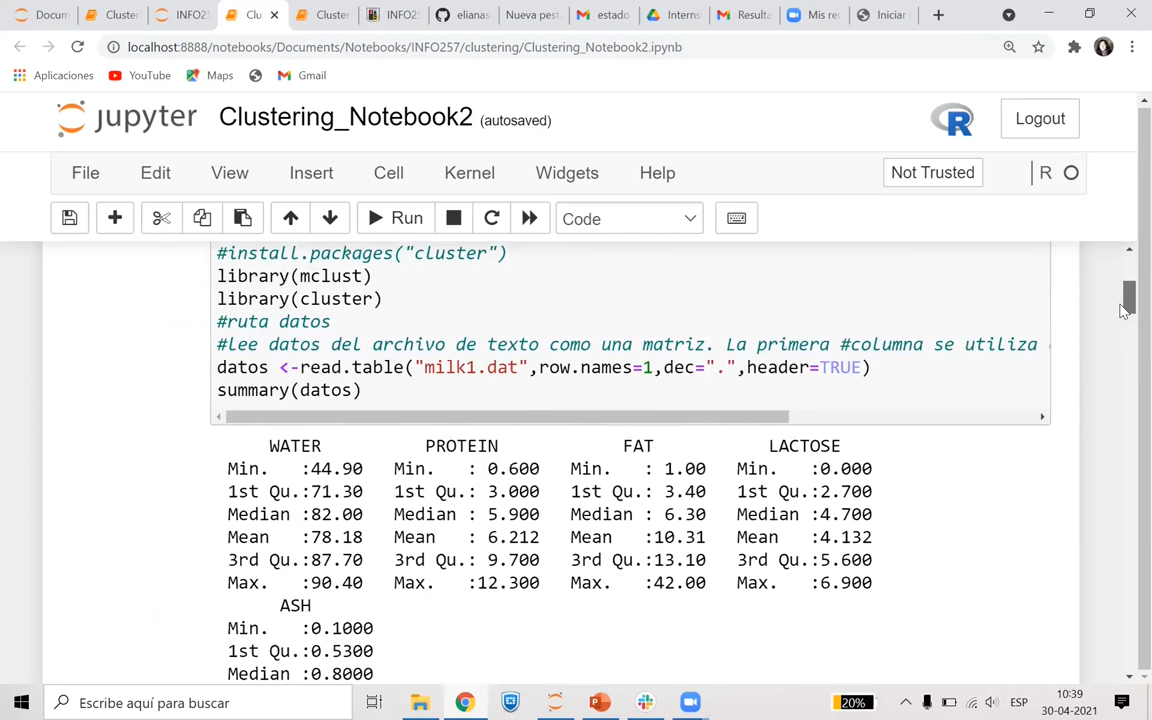 Docum
Cluster
INFO25
Clu
Cluster
INFO25
elianas
Nueva pest
estado
Interns
Resulta
Mis re
Iniciar
localhost:8888/notebooks/Documents/Notebooks/INFO257/clustering/Clustering_Notebook2.ipynb
Aplicaciones YouTube Maps Gmail
jupyter Clustering_Notebook2 (autosaved) R Logout
File Edit View Insert Cell Kernel Widgets Help Not Trusted R
Run Code
#install.packages("cluster")
library(mclust)
library(cluster)
#ruta datos
#lee datos del archivo de texto como una matriz. La primera #columna se utiliza
datos <-read.table("milk1.dat",row.names=1,dec=".",header=TRUE)
summary(datos)
WATER PROTEIN FAT LACTOSE
Min. :44.90 Min. : 0.600 Min. : 1.00 Min. :0.000
1st Qu.:71.30 1st Qu.: 3.000 1st Qu.: 3.40 1st Qu.:2.700
Median :82.00 Median : 5.900 Median : 6.30 Median :4.700
Mean :78.18 Mean : 6.212 Mean :10.31 Mean :4.132
3rd Qu.:87.70 3rd Qu.: 9.700 3rd Qu.:13.10 3rd Qu.:5.600
Max. :90.40 Max. :12.300 Max. :42.00 Max. :6.900
ASH
Min. :0.1000
1st Qu.:0.5300
Median :0.8000
Escribe aquí para buscar
20%
ESP
10:39
30-04-2021